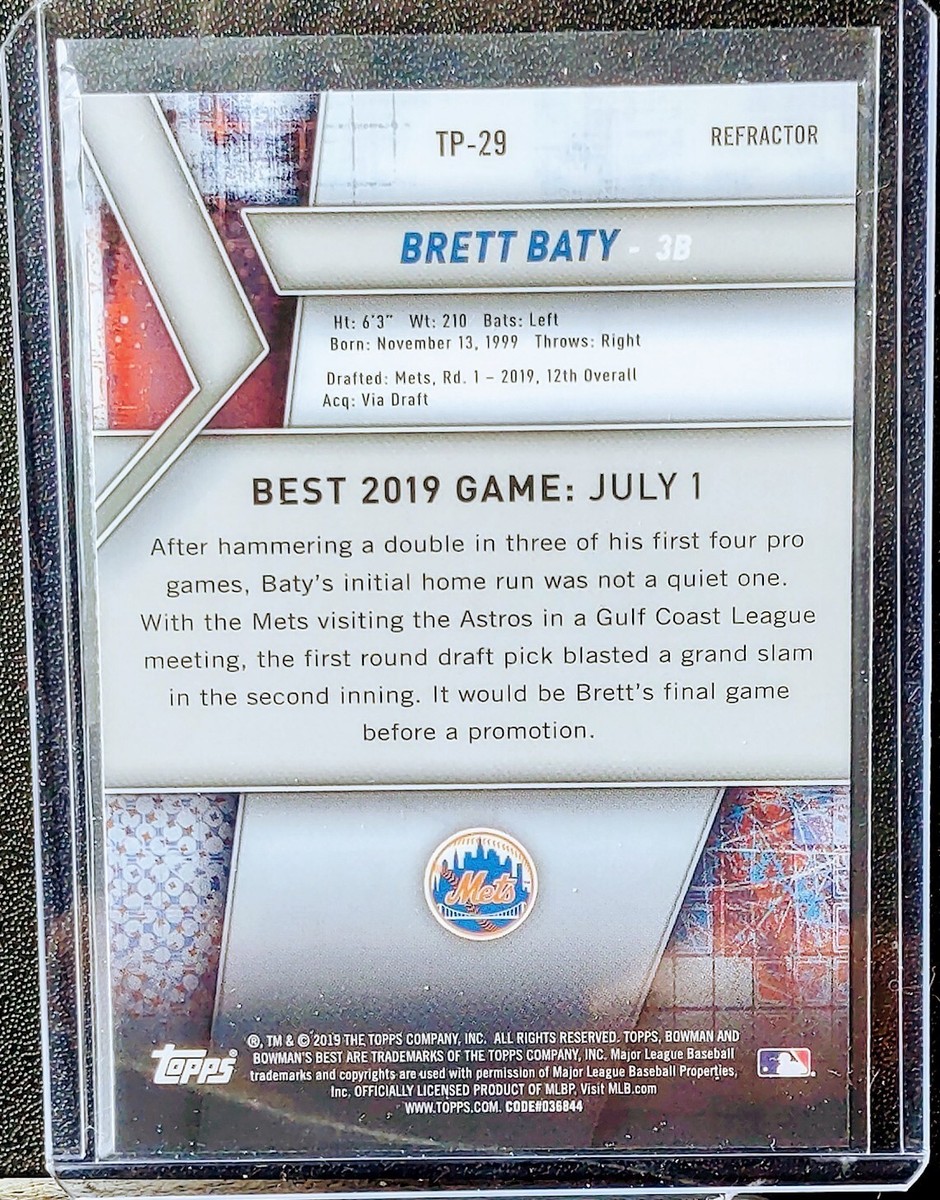 TP-29
REFRACTOR
BRETT BATY - 3B
Ht: 6'3" Wt: 210 Bats: Left
Born: November 13, 1999 Throws: Right
Drafted: Mets, Rd. 1 – 2019, 12th Overall
Acq: Via Draft
BEST 2019 GAME: JULY 1
After hammering a double in three of his first four pro
games, Baty's initial home run was not a quiet one.
With the Mets visiting the Astros in a Gulf Coast League
meeting, the first round draft pick blasted a grand slam
in the second inning. It would be Brett's final game
before a promotion.
Mets
topps®
®, TM & © 2019 THE TOPPS COMPANY, INC. ALL RIGHTS RESERVED. TOPPS, BOWMAN AND
BOWMAN'S BEST ARE TRADEMARKS OF THE TOPPS COMPANY, INC. Major League Baseball
trademarks and copyrights are used with permission of Major League Baseball Properties,
Inc. OFFICIALLY LICENSED PRODUCT OF MLBP. Visit MLB.com
WWW.TOPPS.COM. CODE#036844